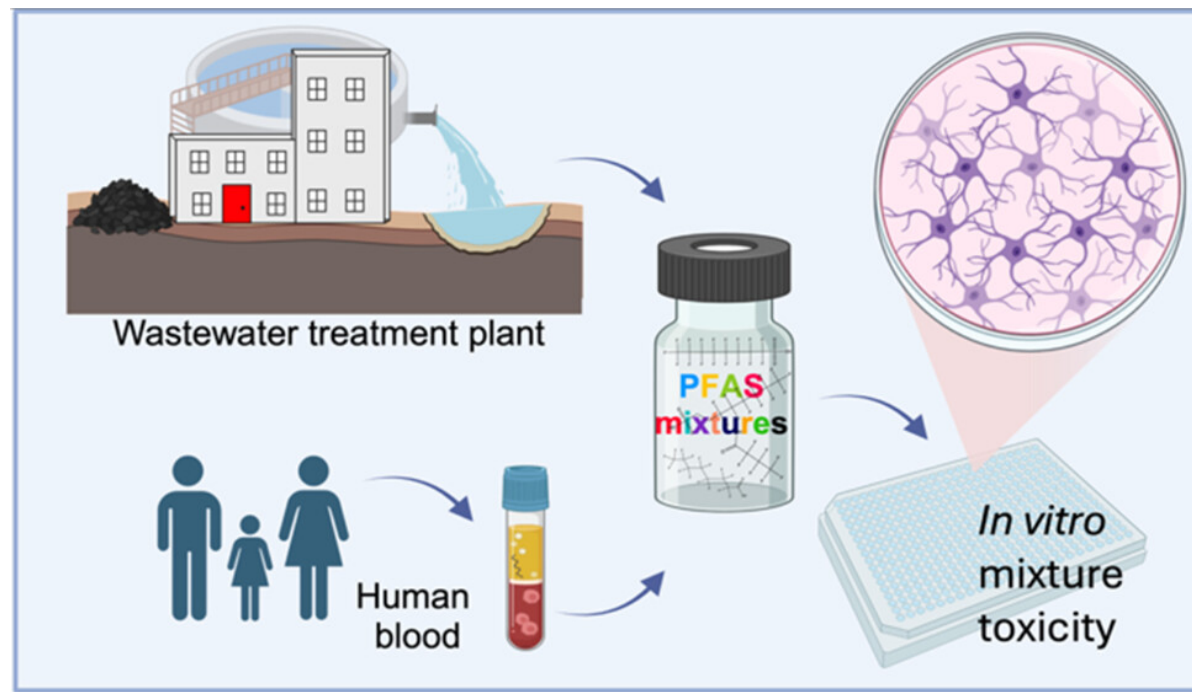 Wastewater treatment plant
PFAS
mixtures
Human
blood
In vitro
mixture
toxicity